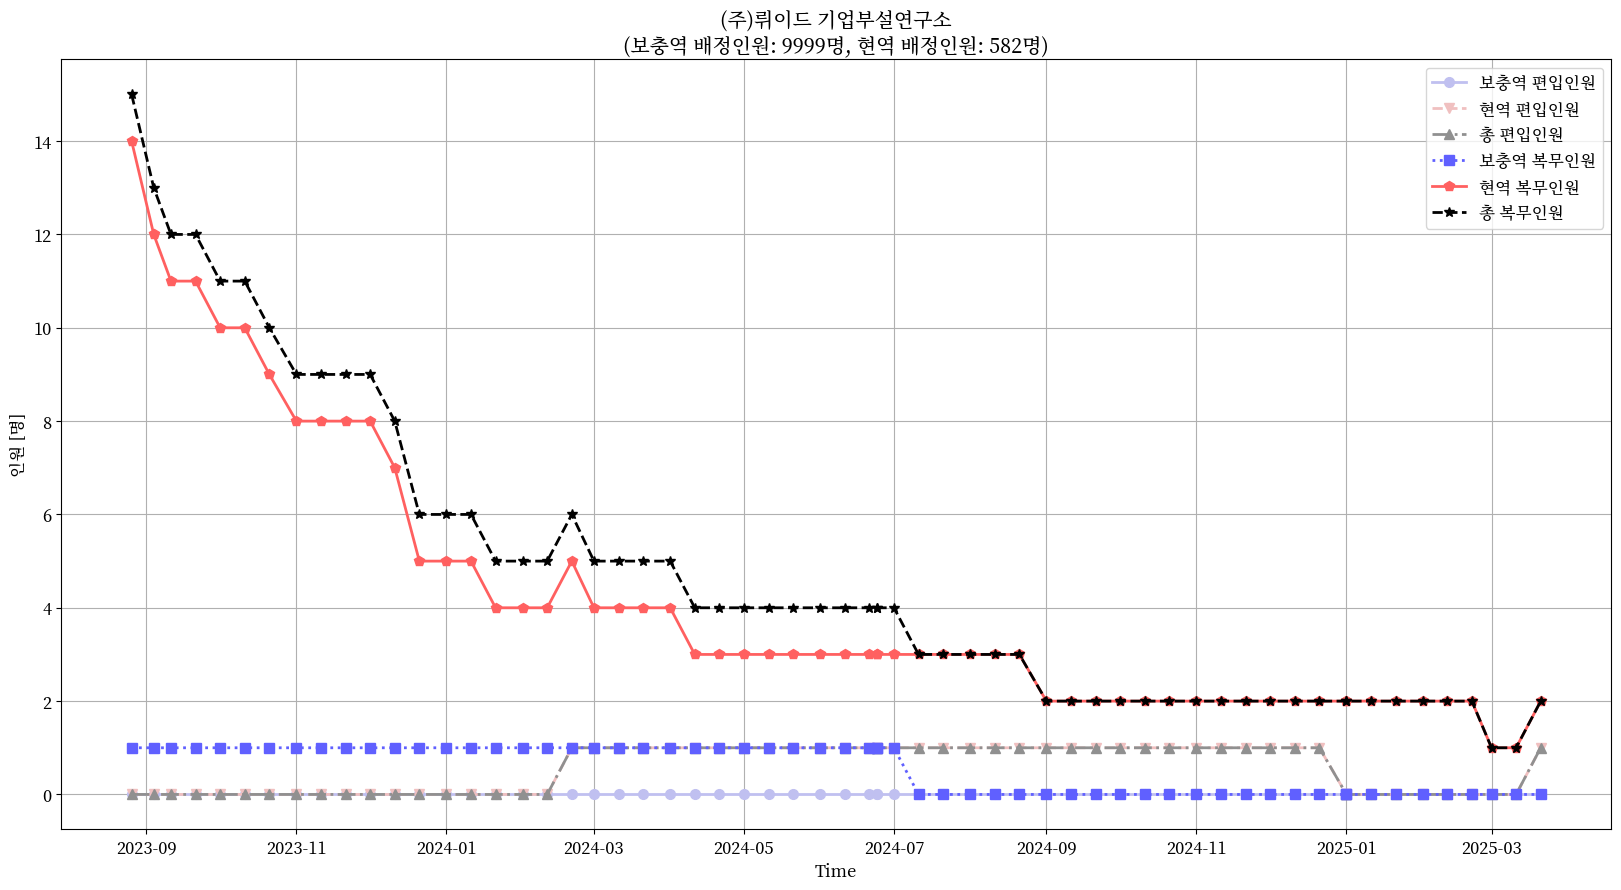 (주)뤼이드 기업부설연구소
(보충역 배정인원: 9999명, 현역 배정인원: 582명)
보충역 편입인원
현역 편입인원
총 편입인원
보충역 복무인원
현역 복무인원
총 복무인원
인원 [명]
14
12
10
8
6
4
2
0
2023-09
2023-11
2024-01
2024-03
2024-05
2024-07
2024-09
2024-11
2025-01
2025-03
Time